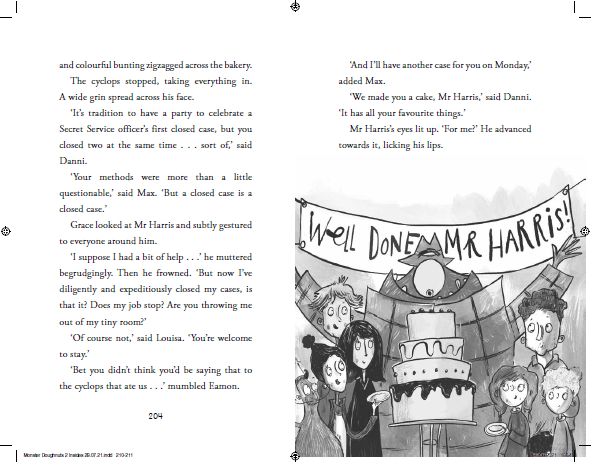 and colourful bunting zigzagged across the bakery.
The cyclops stopped, taking everything in.
A wide grin spread across his face.
‘It’s tradition to have a party to celebrate a
Secret Service officer’s first closed case, but you
closed two at the same time . . . sort of,’ said
Danni.
‘Your methods were more than a little
questionable,’ said Max. ‘But a closed case is a
closed case.’
Grace looked at Mr Harris and subtly gestured
to everyone around him.
‘I suppose I had a bit of help . . .’ he muttered
begrudgingly. Then he frowned. ‘But now I’ve
diligently and expeditiously closed my cases, is
that it? Does my job stop? Are you throwing me
out of my tiny room?’
‘Of course not,’ said Louisa. ‘You’re welcome
to stay.’
‘Bet you didn’t think you’d be saying that to
the cyclops that ate us . . .’ mumbled Eamon.
204
‘And I’ll have another case for you on Monday,’
added Max.
‘We made you a cake, Mr Harris,’ said Danni.
‘It has all your favourite things.’
Mr Harris’s eyes lit up. ‘For me?’ He advanced
towards it, licking his lips.
WELL DONE MR HARRIS!
Monster Doughnuts 2 Insides 29.07.21.indd 210-211